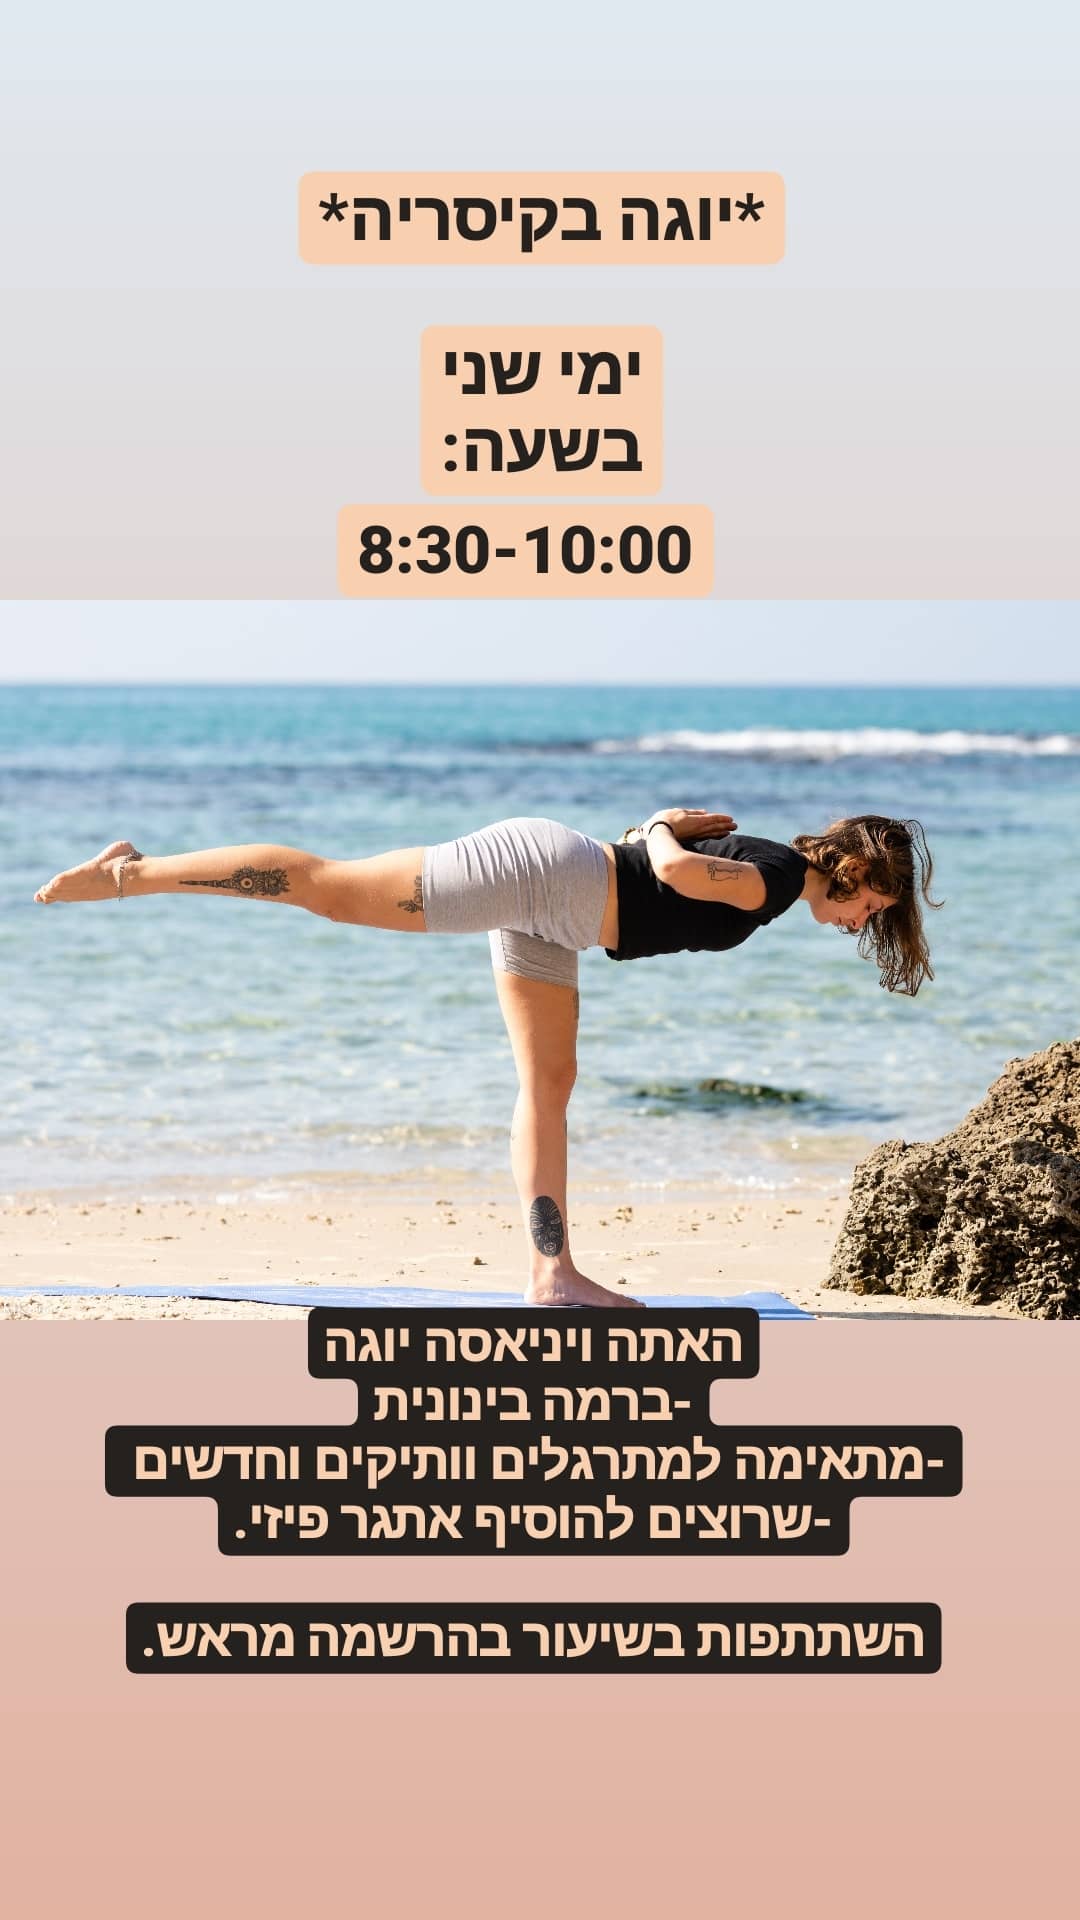 *יוגה בקיסריה*
ימי שני
בשעה:
8:30-10:00
האתה ויניאסה יוגה
-ברמה בינונית
-מתאימה למתרגלים וותיקים וחדשים
-שרוצים להוסיף אתגר פיזי.
השתתפות בשיעור בהרשמה מראש.